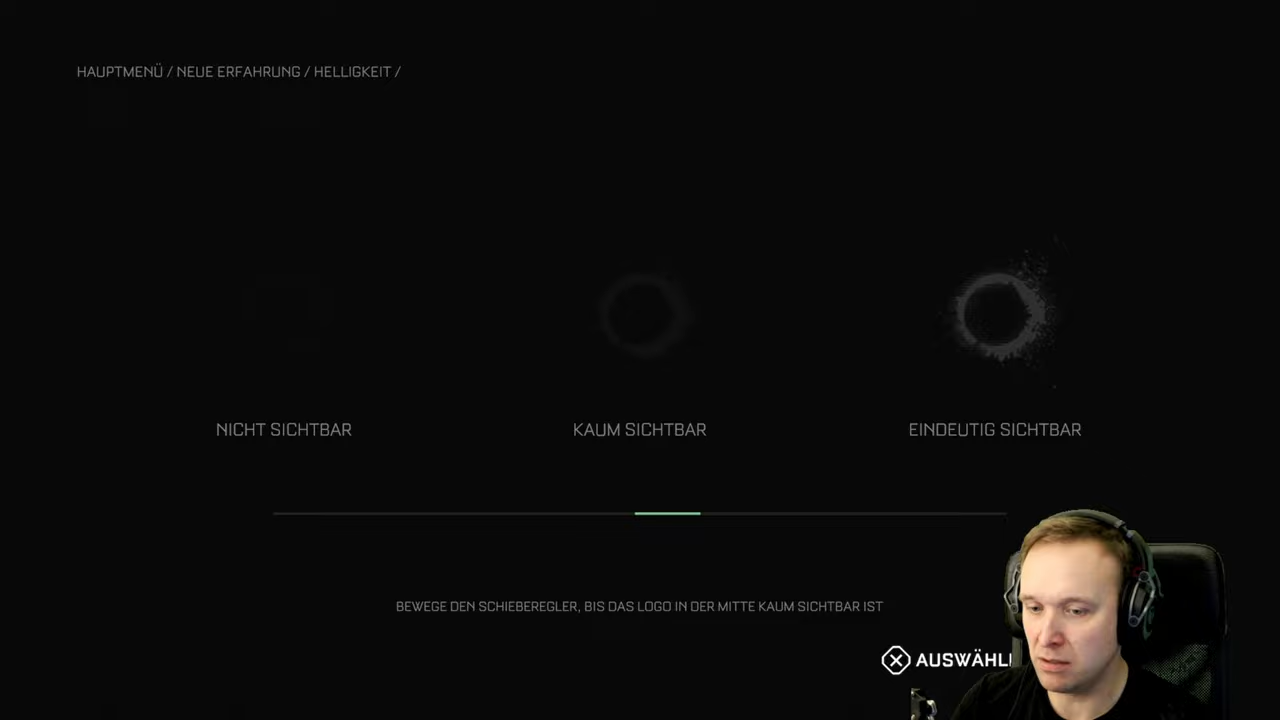 HAUPTMENÜ / NEUE ERFAHRUNG / HELLIGKEIT /
NICHT SICHTBAR
KAUM SICHTBAR
EINDEUTIG SICHTBAR
BEWEGE DEN SCHIEBEREGLER, BIS DAS LOGO IN DER MITTE KAUM SICHTBAR IST
AUSWÄHL